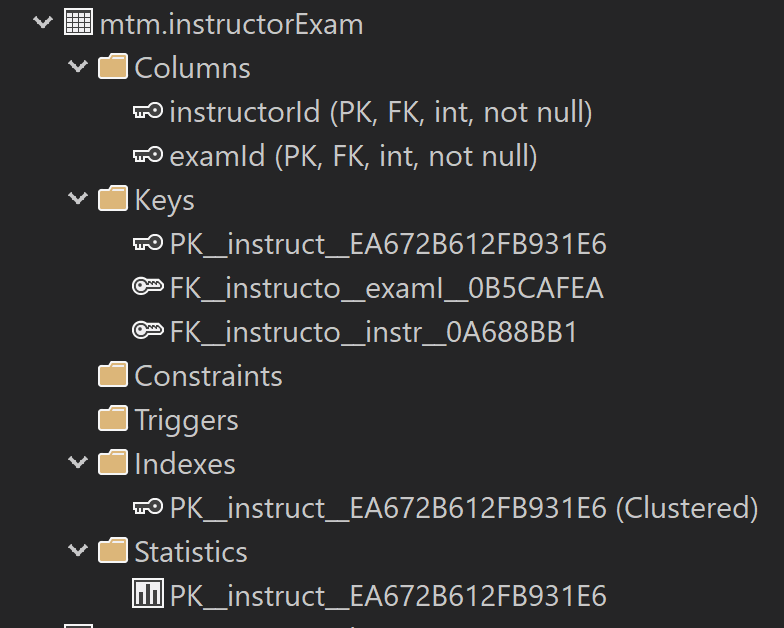 mtm.instructorExam
Columns
instructorId (PK, FK, int, not null)
examId (PK, FK, int, not null)
Keys
PK__instruct__EA672B612FB931E6
FK__instructo__examI__0B5CAFEA
FK__instructo__instr__0A688BB1
Constraints
Triggers
Indexes
PK__instruct__EA672B612FB931E6 (Clustered)
Statistics
PK__instruct__EA672B612FB931E6